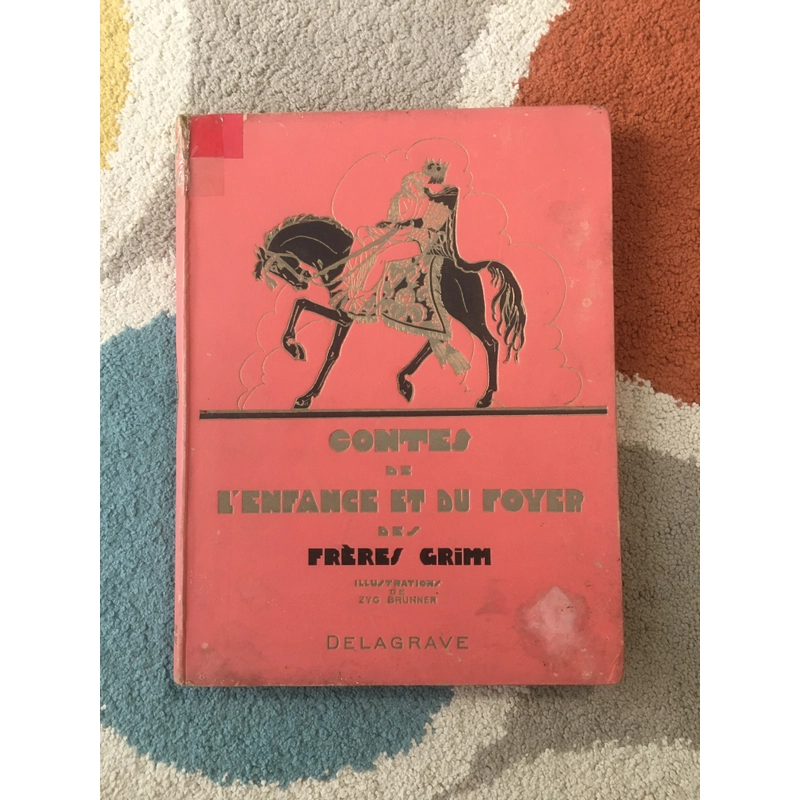 CONTES
DE
L'ENFANCE ET DU FOYER
DES
FRÈRES GRIMM
ILLUSTRATIONS
DE
ZYG BRUNNER
DELAGRAVE